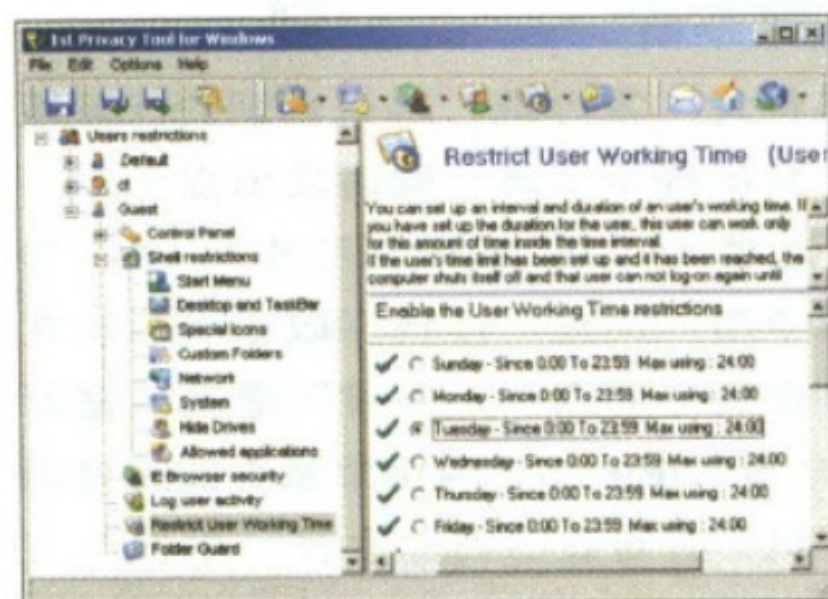 1st Privacy Tool for Windows
File Edit Options Help
Users restrictions
Default
Guest
Control Panel
Shell restrictions
Start Menu
Desktop and TaskBar
Special Icons
Custom Folders
Network
System
Hide Drives
Allowed applications
IE Browser security
Log user activity
Restrict User Working Time
Folder Guard
Restrict User Working Time (User
You can set up an interval and duration of an user's working time. If
you have set up the duration for the user, this user can work only
for this amount of time inside the time interval.
If the user's time limit has been set up and it has been reached, the
computer shuts itself off and that user can not log-on again until
Enable the User Working Time restrictions
Sunday - Since 0:00 To 23:59 Max using : 24:00
Monday - Since 0:00 To 23:59 Max using : 24:00
Tuesday - Since 0:00 To 23:59 Max using : 24:00
Wednesday - Since 0:00 To 23:59 Max using : 24:00
Thursday - Since 0:00 To 23:59 Max using : 24:00
Friday - Since 0:00 To 23:59 Max using : 24:00